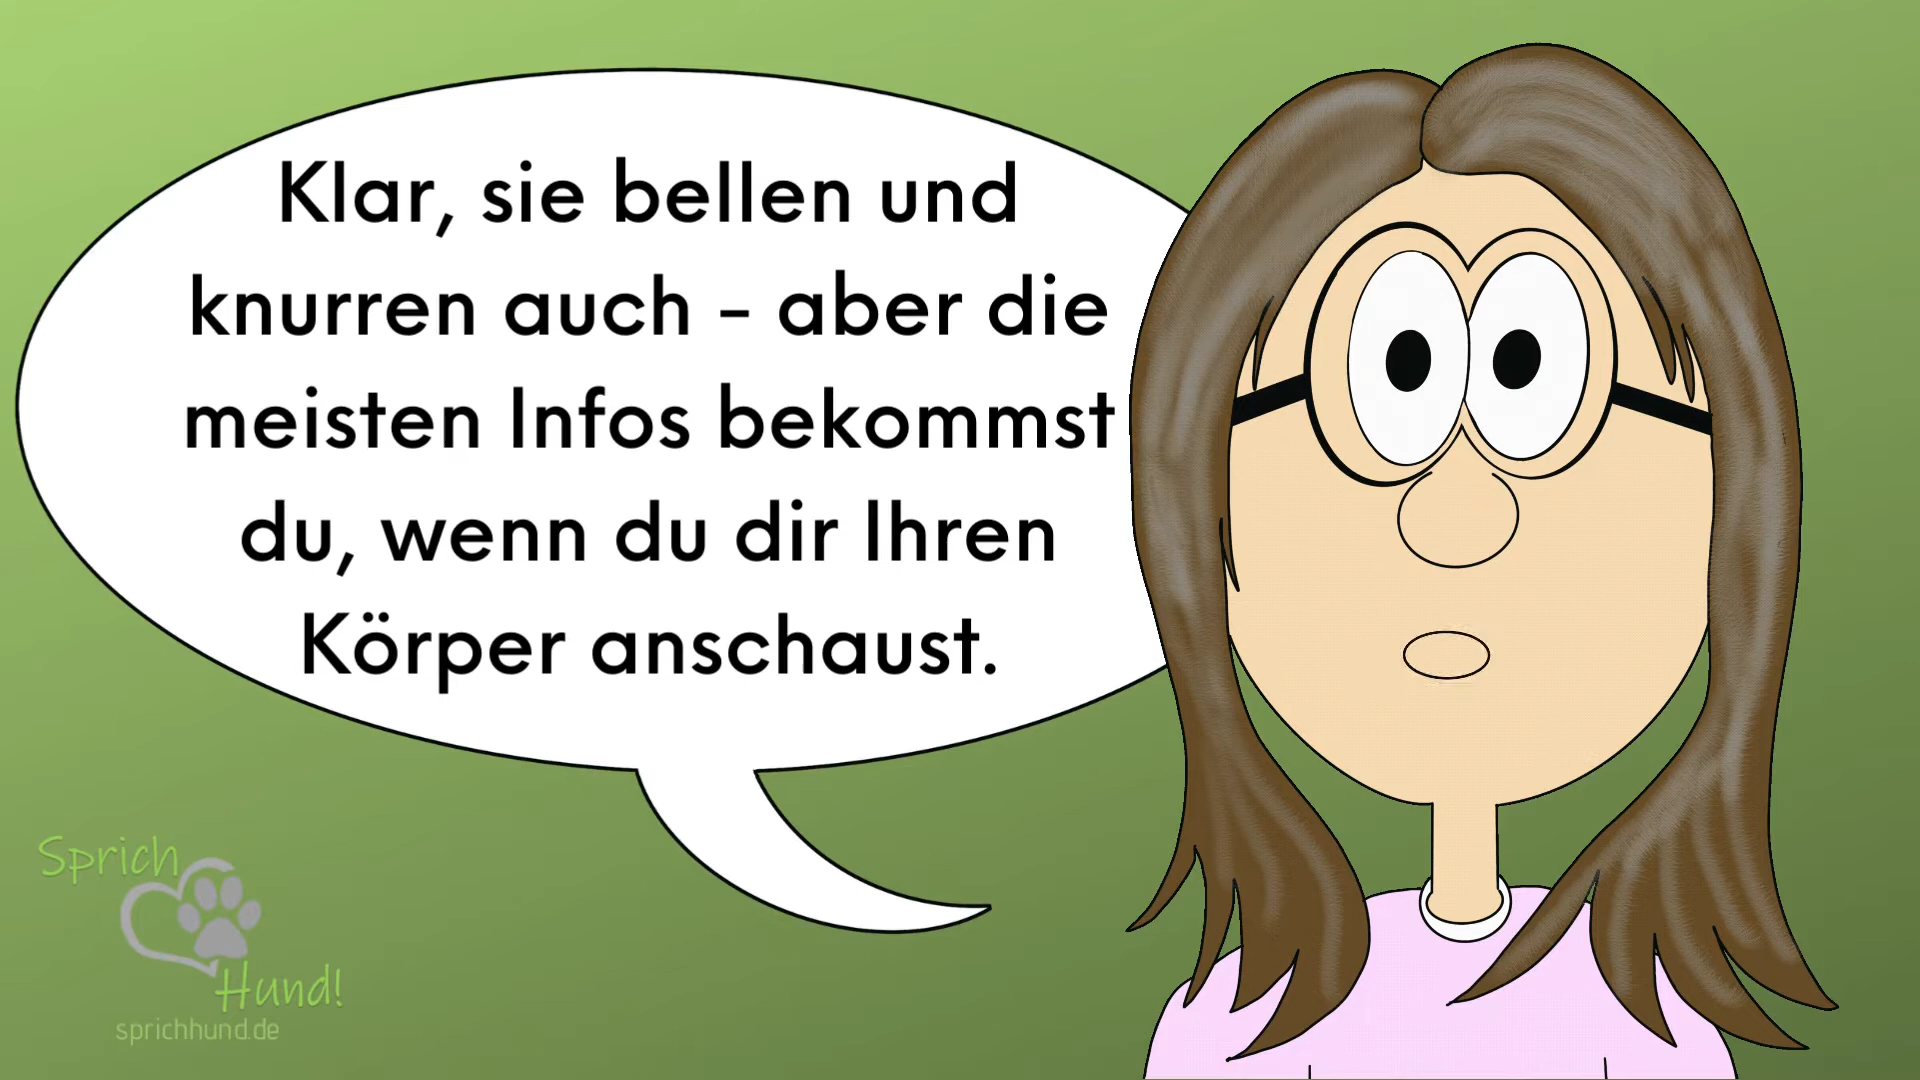 Klar, sie bellen und
knurren auch - aber die
meisten Infos bekommst
du, wenn du dir Ihren
Körper anschaust.
Sprich
Hund!
sprichhund.de